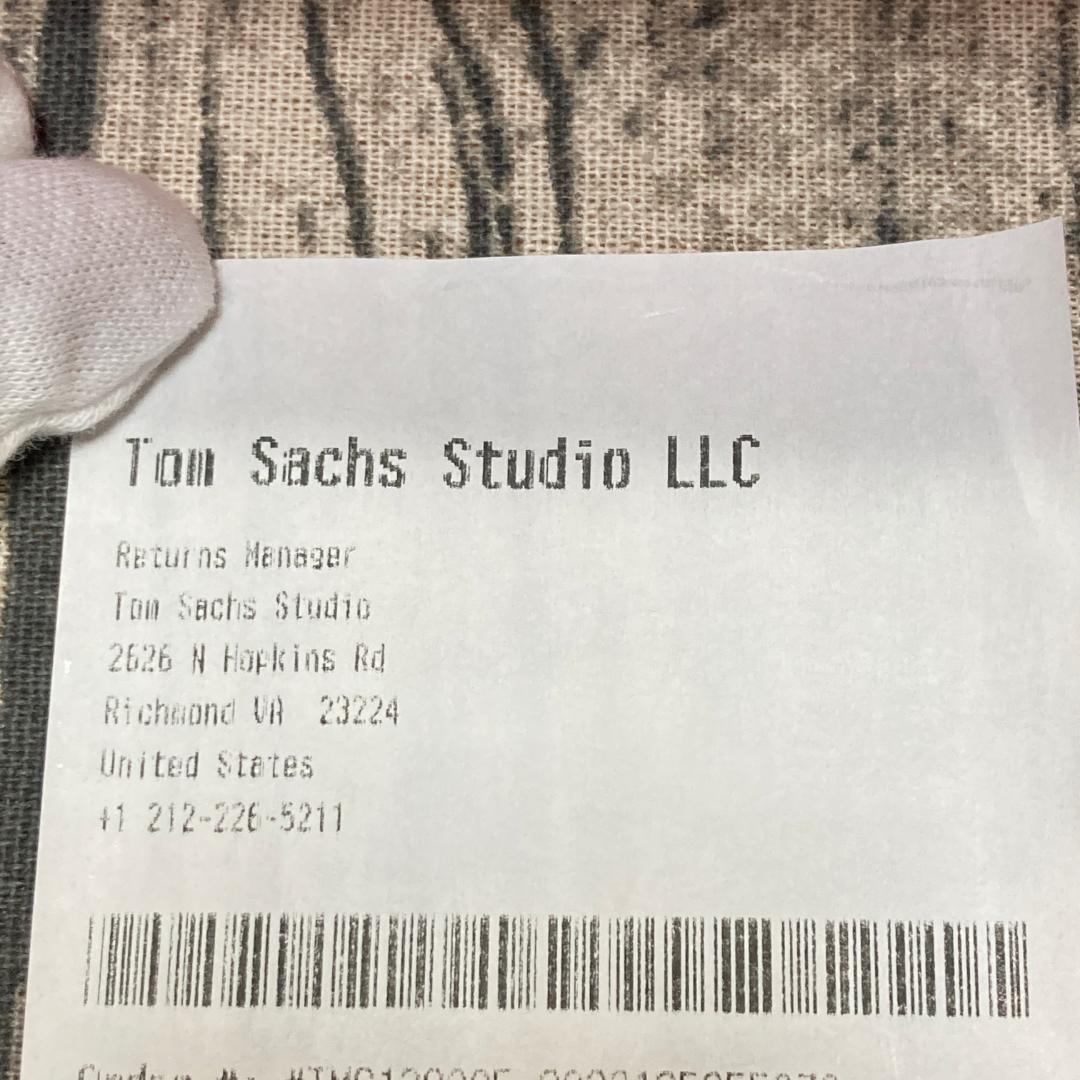 Tom Sachs Studio LLC
Returns Manager
Tom Sachs Studio
2626 N Hopkins Rd
Richmond VA 23224
United States
+1 212-226-5211